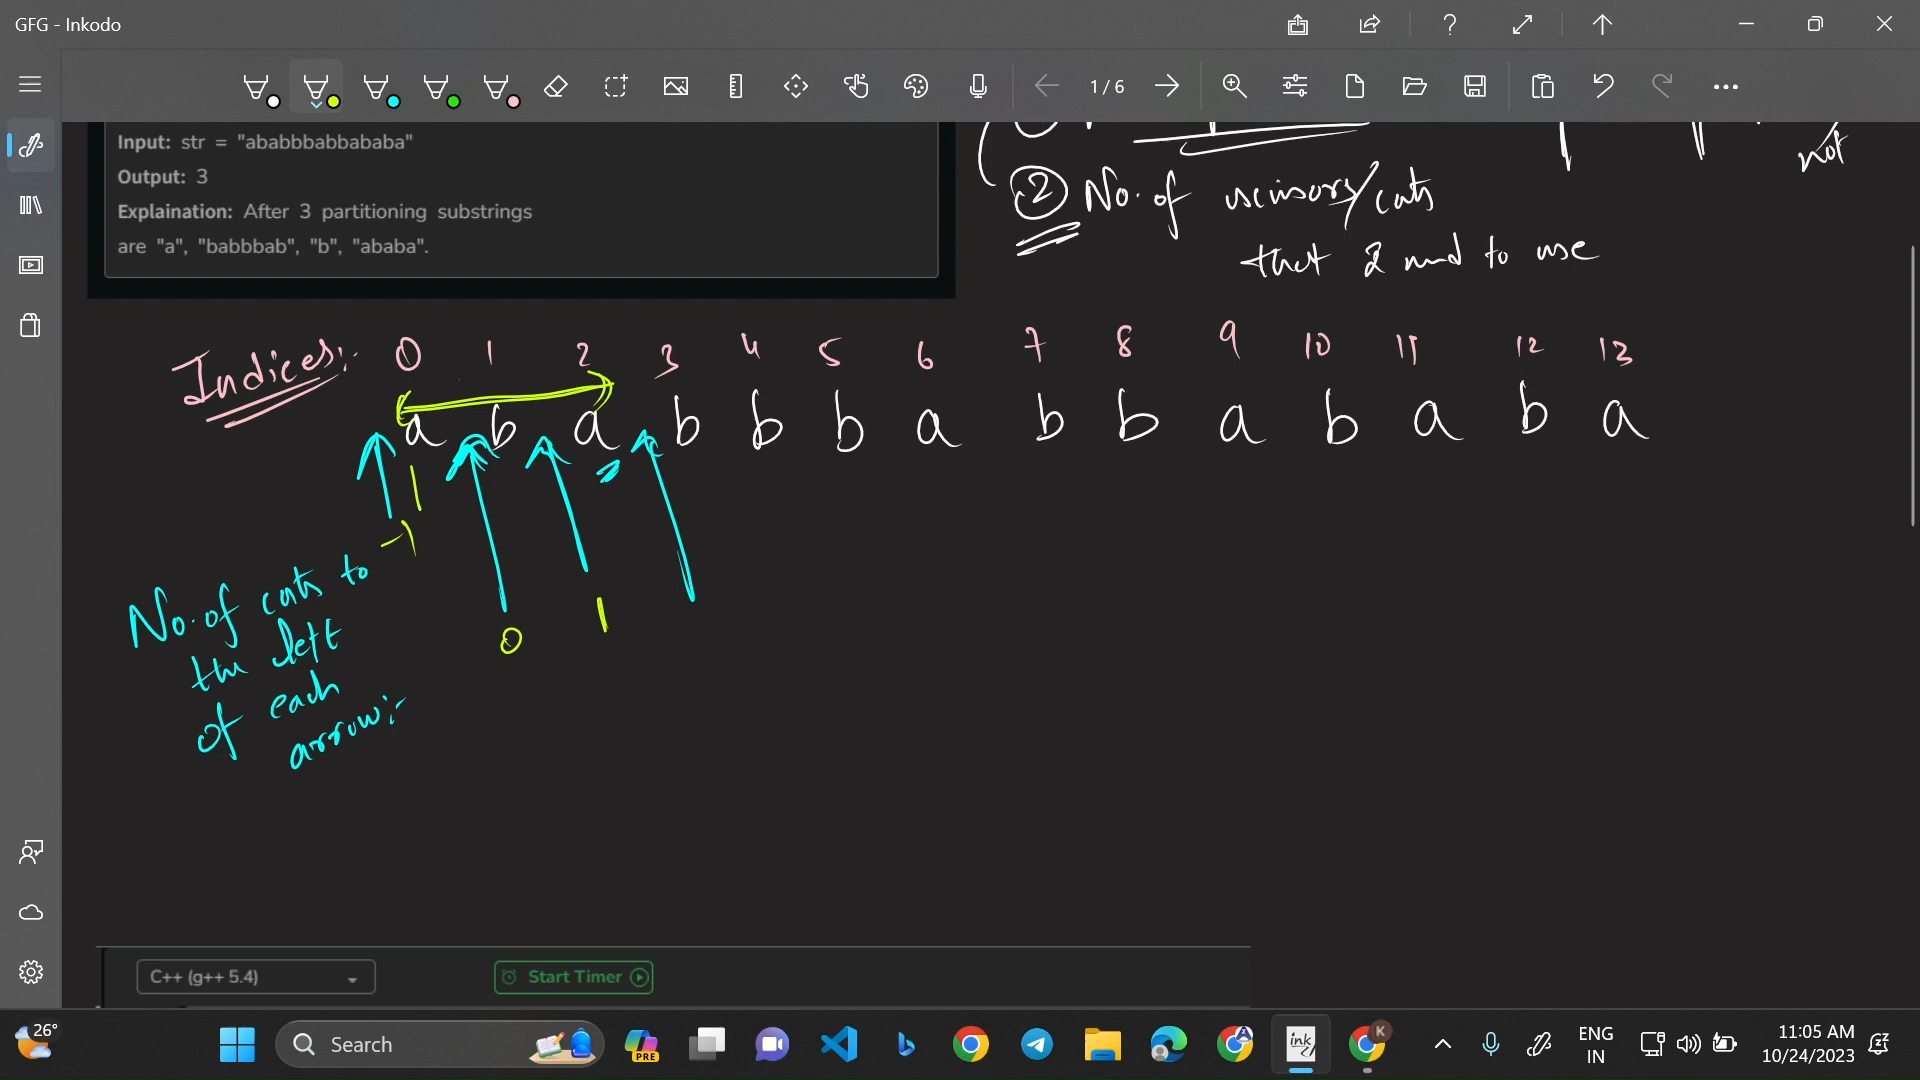 GFG - Inkodo
1 / 6
Input: str = "ababbbabbababa"
Output: 3
Explaination: After 3 partitioning substrings
are "a", "babbbab", "b", "ababa".
not
2 No. of scissors/cuts
that I need to use
Indices:- 0 1 2 3 4 5 6 7 8 9 10 11 12 13
a b a b b b a b b a b a b a
-1
0 1
No. of cuts to
the left
of each
arrow:-
C++ (g++ 5.4)
Start Timer
26°
Search
PRE
ink
K
ENG
IN
11:05 AM
10/24/2023